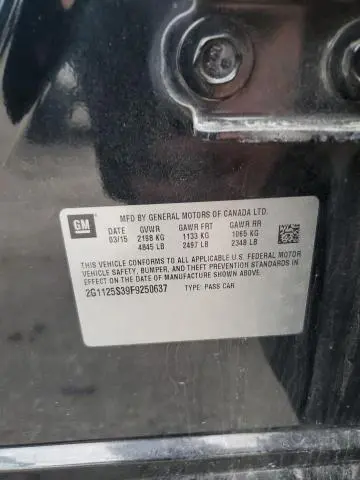 GM
MFD BY GENERAL MOTORS OF CANADA LTD.
DATE GVWR GAWR FR GAWR RR
03/15 2198 KG 1133 KG 1065 KG
4845 LB 2497 LB 2348 LB
THIS VEHICLE CONFORMS TO ALL APPLICABLE U.S. FEDERAL MOTOR
VEHICLE SAFETY, BUMPER, AND THEFT PREVENTION STANDARDS IN
EFFECT ON THE DATE OF MANUFACTURE SHOWN ABOVE.
2G1125S39F9250637 TYPE: PASS CAR